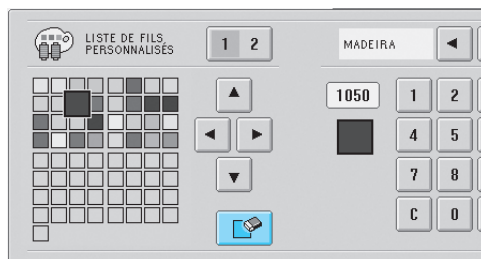 LISTE DE FILS,
PERSONNALISÉS
1 2
MADEIRA
1050
1 2
4 5
7 8
C 0